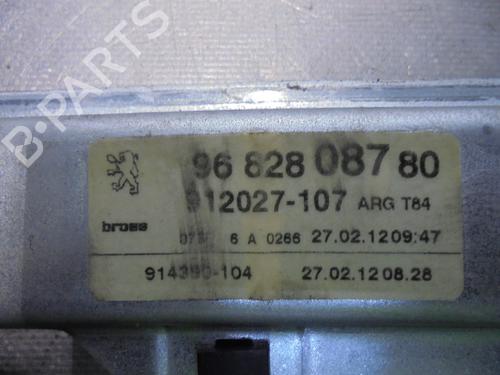 B-PARTS
96 828 087 80
912027-107 ARG T84
brose 6 A 0266 27.02.12 09:47
104 27.02.12 08.28